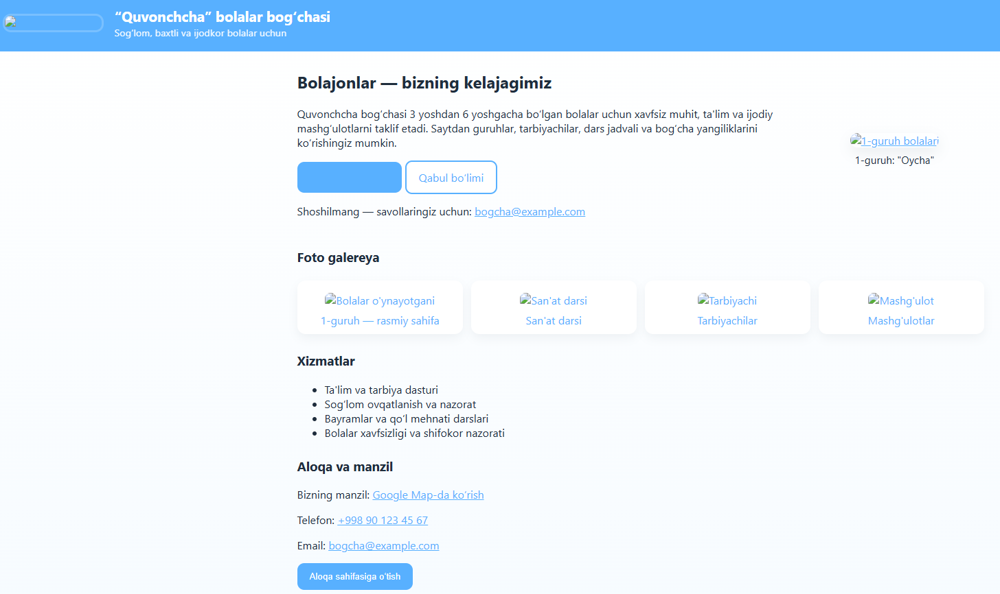 “Quvonchcha” bolalar bog‘chasi
Sog‘lom, baxtli va ijodkor bolalar uchun
Bolajonlar — bizning kelajagimiz
Quvonchcha bog‘chasi 3 yoshdan 6 yoshgacha bo‘lgan bolalar uchun xavfsiz muhit, ta'lim va ijodiy
mashg‘ulotlarni taklif etadi. Saytdan guruhlar, tarbiyachilar, dars jadvali va bog‘cha yangiliklarini
ko‘rishingiz mumkin.
Qabul bo‘limi
Shoshilmang — savollaringiz uchun: bogcha@example.com
1-guruh bolalari
1-guruh: "Oycha"
Foto galereya
Bolalar o'ynayotgani
1-guruh — rasmiy sahifa
San'at darsi
San'at darsi
Tarbiyachi
Tarbiyachilar
Mashg'ulot
Mashg'ulotlar
Xizmatlar
Ta'lim va tarbiya dasturi
Sog‘lom ovqatlanish va nazorat
Bayramlar va qo‘l mehnati darslari
Bolalar xavfsizligi va shifokor nazorati
Aloqa va manzil
Bizning manzil: Google Map-da ko‘rish
Telefon: +998 90 123 45 67
Email: bogcha@example.com
Aloqa sahifasiga o‘tish